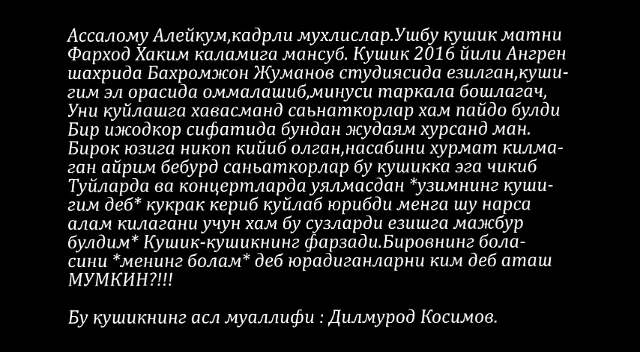 Ассалому Алейкум,кадрли мухлислар.Ушбу кушик матни
Фарход Хаким каламига мансуб. Кушик 2016 йили Ангрен
шахрида Бахромжон Жуманов студиясида езилган,куши-
гим эл орасида оммалашиб,минуси таркала бошлагач,
Уни куйлашга хавасманд саьнаткорлар хам пайдо булди
Бир ижодкор сифатида бундан жудаям хурсанд ман.
Бирок юзига никоп кийиб олган,насабини хурмат килма-
ган айрим бебурд саньаткорлар бу кушикка эга чикиб
Туйларда ва концертларда уялмасдан *узимнинг куши-
гим деб* кукрак кериб куйлаб юрибди менга шу нарса
алам килагани учун хам бу сузларди езишга мажбур
булдим* Кушик-кушикнинг фарзади.Бировнинг бола-
сини *менинг болам* деб юрадиганларни ким деб аташ
МУМКИН?!!!
Бу кушикнинг асл муаллифи : Дилмурод Косимов.